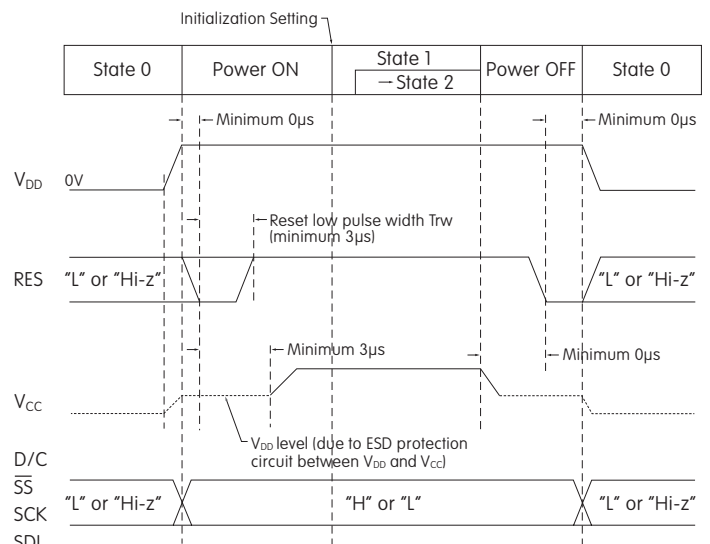 Initialization Setting
State 0
Power ON
State 1
→ State 2
Power OFF
State 0
Minimum 0µs
Minimum 0µs
VDD
0V
Reset low pulse width Trw
(minimum 3µs)
RES
"L" or "Hi-z"
"L" or "Hi-z"
Minimum 3µs
Minimum 0µs
VCC
VDD level (due to ESD protection
circuit between VDD and VCC)
D/C
SS
SCK
SDI
"L" or "Hi-z"
"H" or "L"
"L" or "Hi-z"